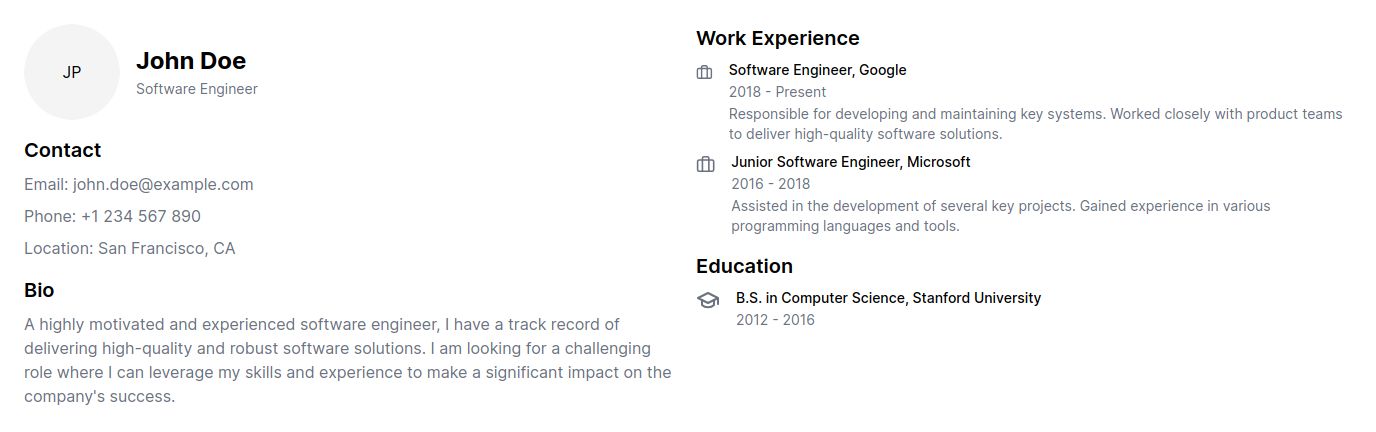 JP
John Doe
Software Engineer
Contact
Email: john.doe@example.com
Phone: +1 234 567 890
Location: San Francisco, CA
Bio
A highly motivated and experienced software engineer, I have a track record of
delivering high-quality and robust software solutions. I am looking for a challenging
role where I can leverage my skills and experience to make a significant impact on the
company's success.
Work Experience
Software Engineer, Google
2018 - Present
Responsible for developing and maintaining key systems. Worked closely with product teams
to deliver high-quality software solutions.
Junior Software Engineer, Microsoft
2016 - 2018
Assisted in the development of several key projects. Gained experience in various
programming languages and tools.
Education
B.S. in Computer Science, Stanford University
2012 - 2016